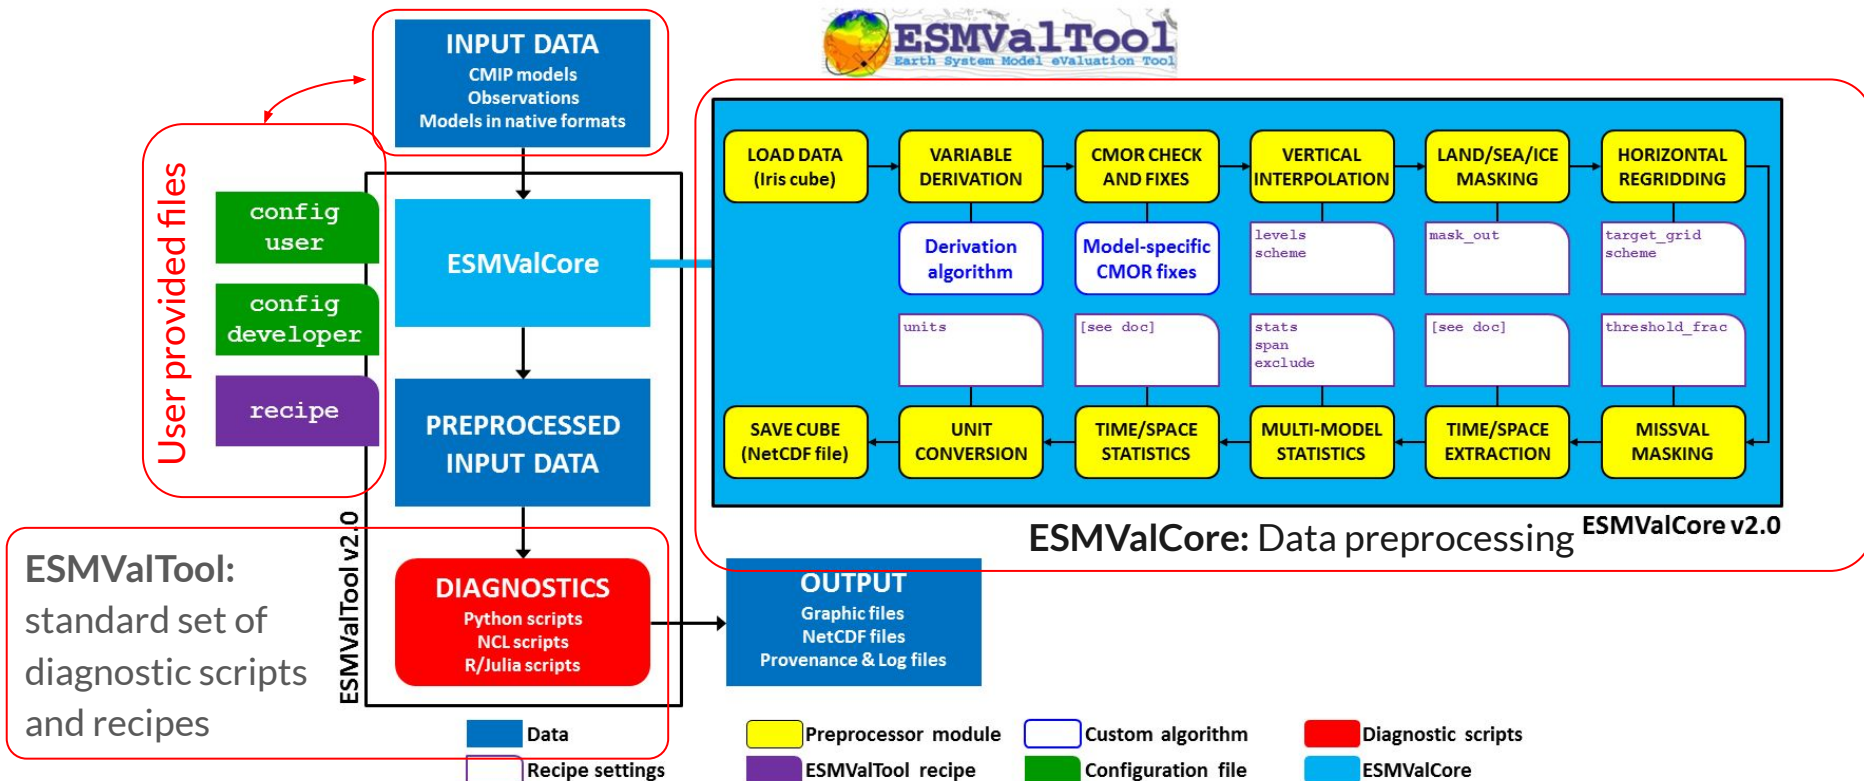 INPUT DATA
CMIP models
Observations
Models in native formats
ESMValTool
Earth System Model eValuation Tool
User provided files
config
user
config
developer
recipe
ESMValCore
PREPROCESSED
INPUT DATA
ESMValTool v2.0
LOAD DATA
(Iris cube)
VARIABLE
DERIVATION
CMOR CHECK
AND FIXES
VERTICAL
INTERPOLATION
LAND/SEA/ICE
MASKING
HORIZONTAL
REGRIDDING
Derivation
algorithm
Model-specific
CMOR fixes
levels
scheme
mask_out
target_grid
scheme
units
[see doc]
stats
span
exclude
[see doc]
threshold_frac
SAVE CUBE
(NetCDF file)
UNIT
CONVERSION
TIME/SPACE
STATISTICS
MULTI-MODEL
STATISTICS
TIME/SPACE
EXTRACTION
MISSVAL
MASKING
ESMValCore: Data preprocessing
ESMValCore v2.0
ESMValTool:
standard set of
diagnostic scripts
and recipes
DIAGNOSTICS
Python scripts
NCL scripts
R/Julia scripts
OUTPUT
Graphic files
NetCDF files
Provenance & Log files
Data
Preprocessor module
Custom algorithm
Diagnostic scripts
Recipe settings
ESMValTool recipe
Configuration file
ESMValCore